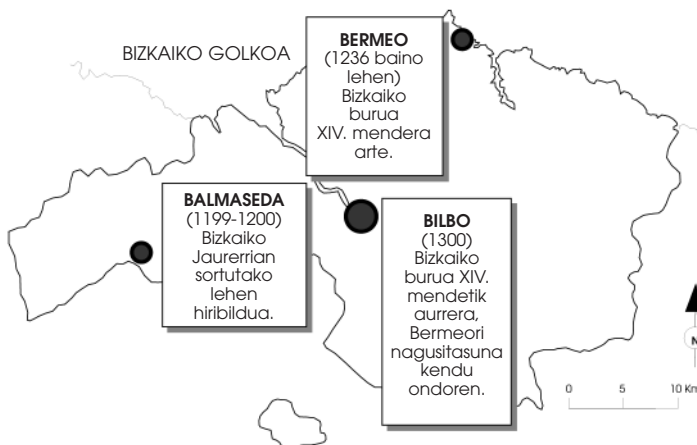 BIZKAIKO GOLKOA
BERMEO
(1236 baino
lehen)
Bizkaiko
burua
XIV. mendera
arte.
BALMASEDA
(1199-1200)
Bizkaiko
Jaurerrian
sortutako
lehen
hiribildua.
BILBO
(1300)
Bizkaiko
burua XIV.
mendetik
aurrera,
Bermeori
nagusitasuna
kendu
ondoren.
N
0 5 10 Km